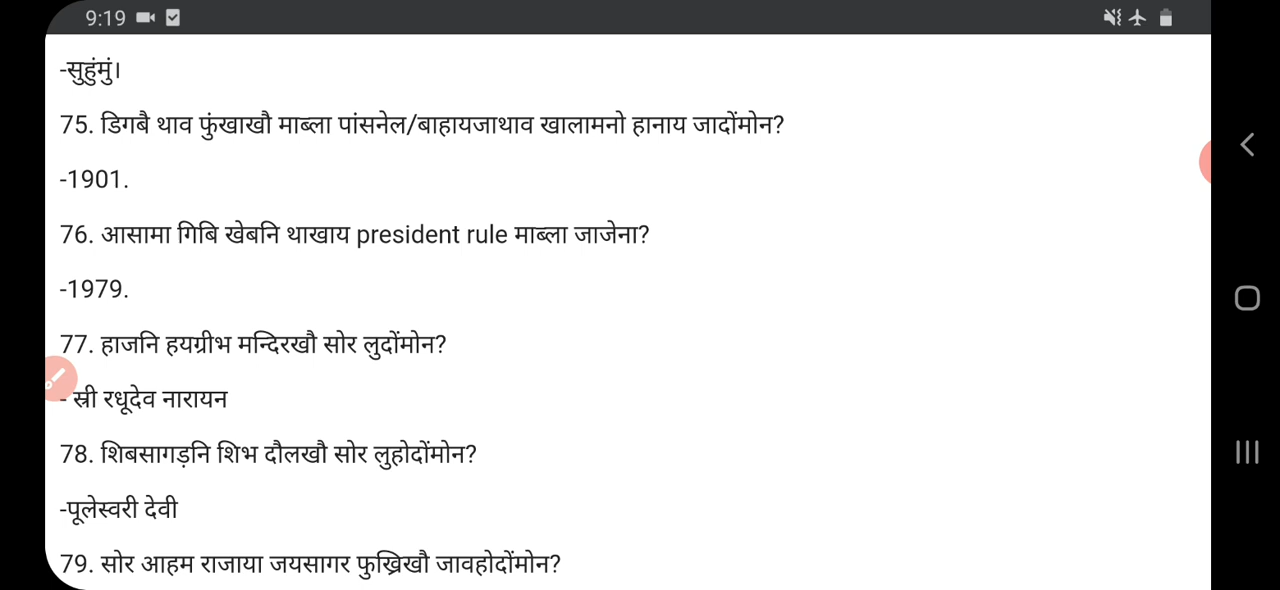 9:19
-सुहुंमुं।
75. डिगबै थाव फुंखाखौ माब्ला पांसनेल/बाहायजाथाव खालामनो हानाय जादोंमोन?
-1901.
76. आसामा गिबि खेबनि थाखाय president rule माब्ला जाजेना?
-1979.
77. हाजनि हयग्रीभ मन्दिरखौ सोर लुदोंमोन?
- स्री रधूदेव नारायन
78. शिबसागड़नि शिभ दौलखौ सोर लुहोदोंमोन?
-पूलेस्वरी देवी
79. सोर आहम राजाया जयसागर फुख्रिखौ जावहोदोंमोन?